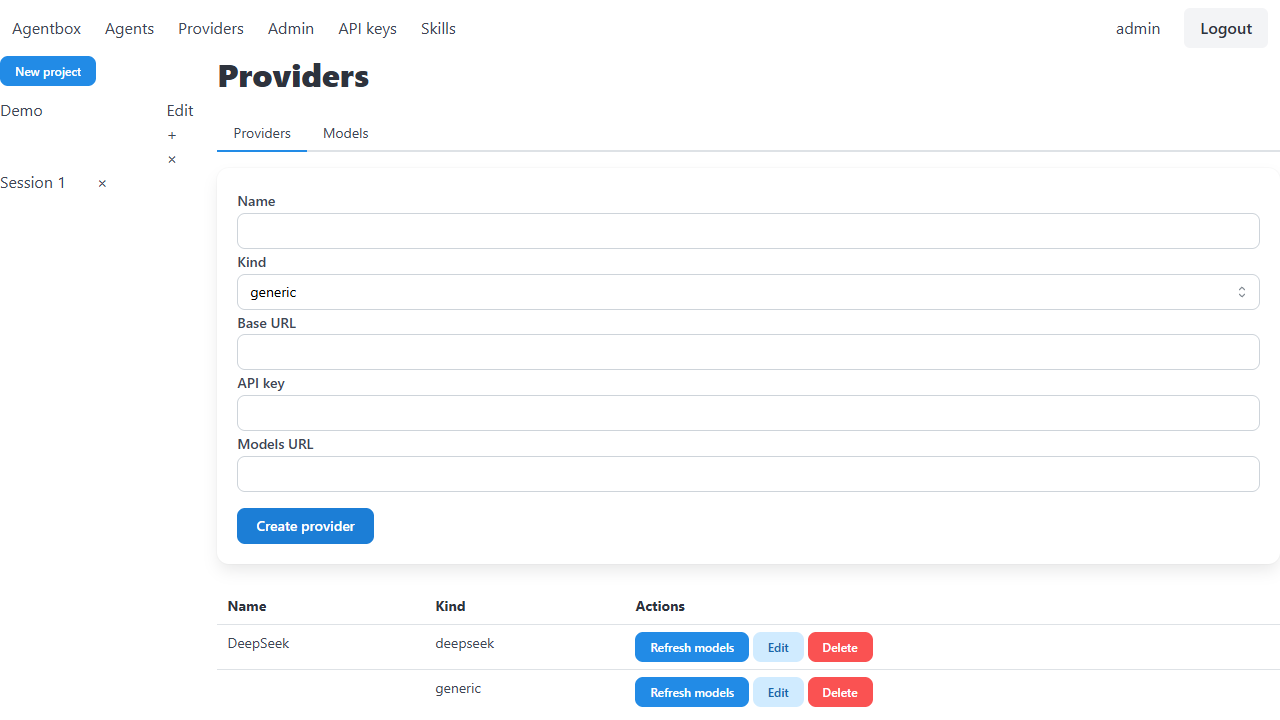 Agentbox Agents Providers Admin API keys Skills admin Logout
New project
Demo Edit
+
×
Session 1 ×
Providers
Providers Models
Name
Kind
generic
Base URL
API key
Models URL
Create provider
Name Kind Actions
DeepSeek deepseek Refresh models Edit Delete
generic Refresh models Edit Delete